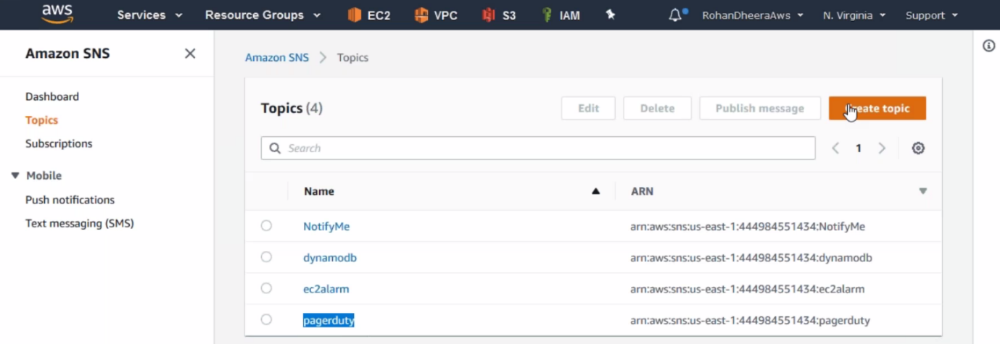 aws Services Resource Groups EC2 VPC S3 IAM RohanDheeraAws N. Virginia Support
Amazon SNS
Dashboard
Topics
Subscriptions
Mobile
Push notifications
Text messaging (SMS)
Amazon SNS > Topics
Topics (4) Edit Delete Publish message Create topic
Search 1
Name ARN
NotifyMe arn:aws:sns:us-east-1:444984551434:NotifyMe
dynamodb arn:aws:sns:us-east-1:444984551434:dynamodb
ec2alarm arn:aws:sns:us-east-1:444984551434:ec2alarm
pagerduty arn:aws:sns:us-east-1:444984551434:pagerduty